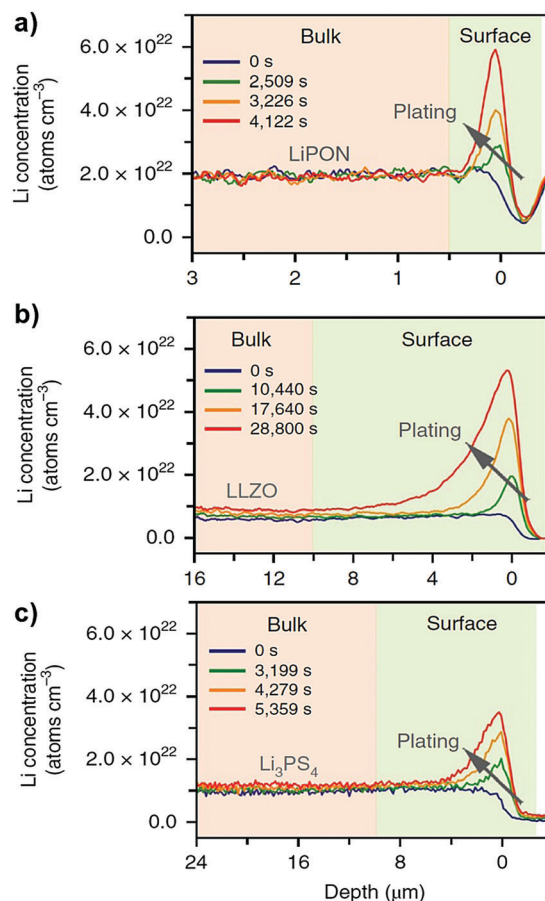 a)
Bulk
Surface
6.0 × 10²²
4.0 × 10²²
2.0 × 10²²
0.0
Li concentration
(atoms cm⁻³)
0 s
2,509 s
3,226 s
4,122 s
Plating
LiPON
3
2
1
0
b)
Bulk
Surface
6.0 × 10²²
4.0 × 10²²
2.0 × 10²²
0.0
Li concentration
(atoms cm⁻³)
0 s
10,440 s
17,640 s
28,800 s
Plating
LLZO
16
12
8
4
0
c)
Bulk
Surface
6.0 × 10²²
4.0 × 10²²
2.0 × 10²²
0.0
Li concentration
(atoms cm⁻³)
0 s
3,199 s
4,279 s
5,359 s
Plating
Li₃PS₄
24
16
8
0
Depth (μm)